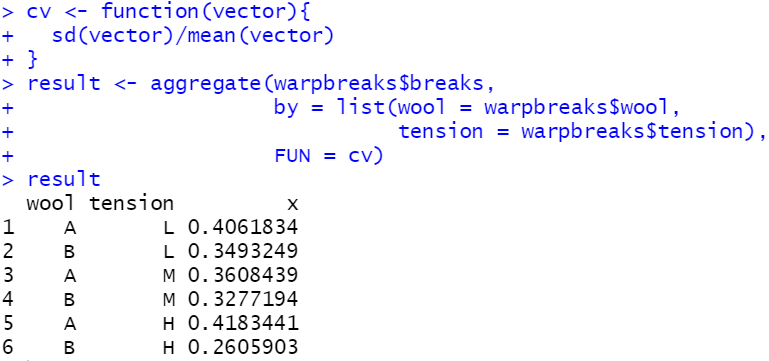 > cv <- function(vector){
+   sd(vector)/mean(vector)
+ }
> result <- aggregate(warpbreaks$breaks,
+                     by = list(wool = warpbreaks$wool,
+                               tension = warpbreaks$tension),
+                     FUN = cv)
> result
  wool tension         x
1    A       L 0.4061834
2    B       L 0.3493249
3    A       M 0.3608439
4    B       M 0.3277194
5    A       H 0.4183441
6    B       H 0.2605903